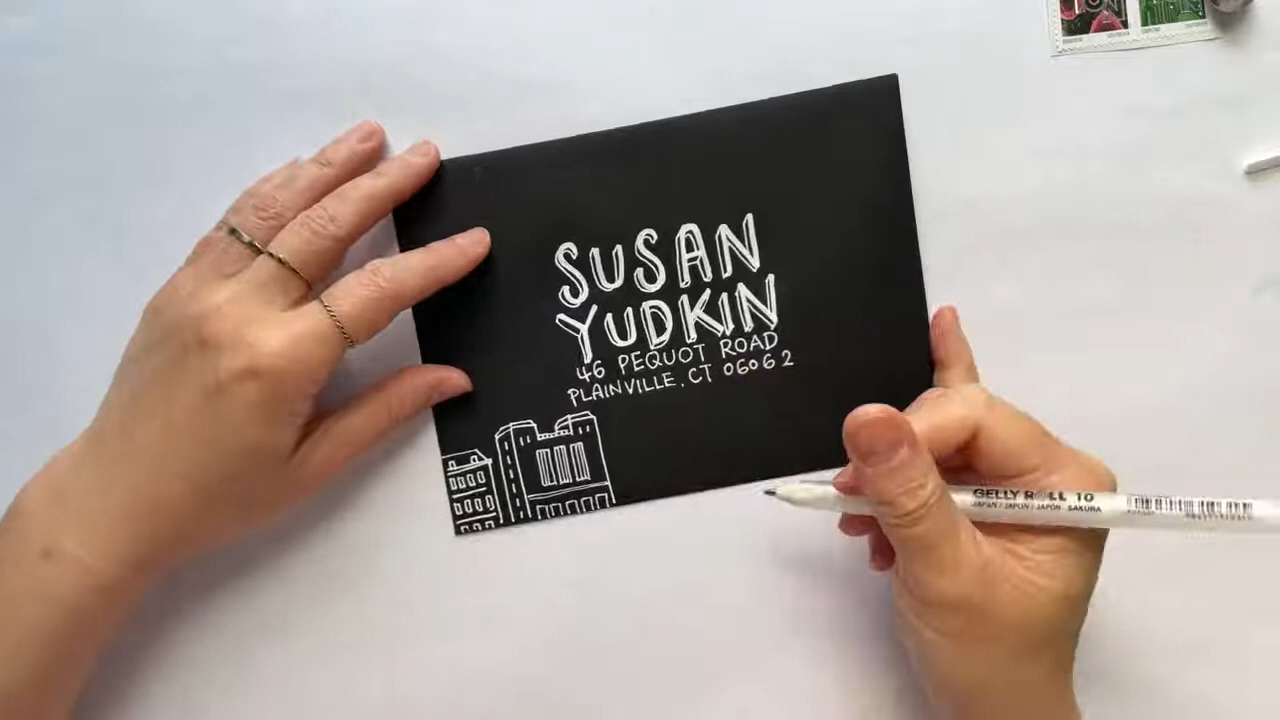 SUSAN
YUDKIN
46 PEQUOT ROAD
PLAINVILLE, CT 06062
GELLY ROLL 10
JAPAN / JAPON / JAPÓN SAKURA